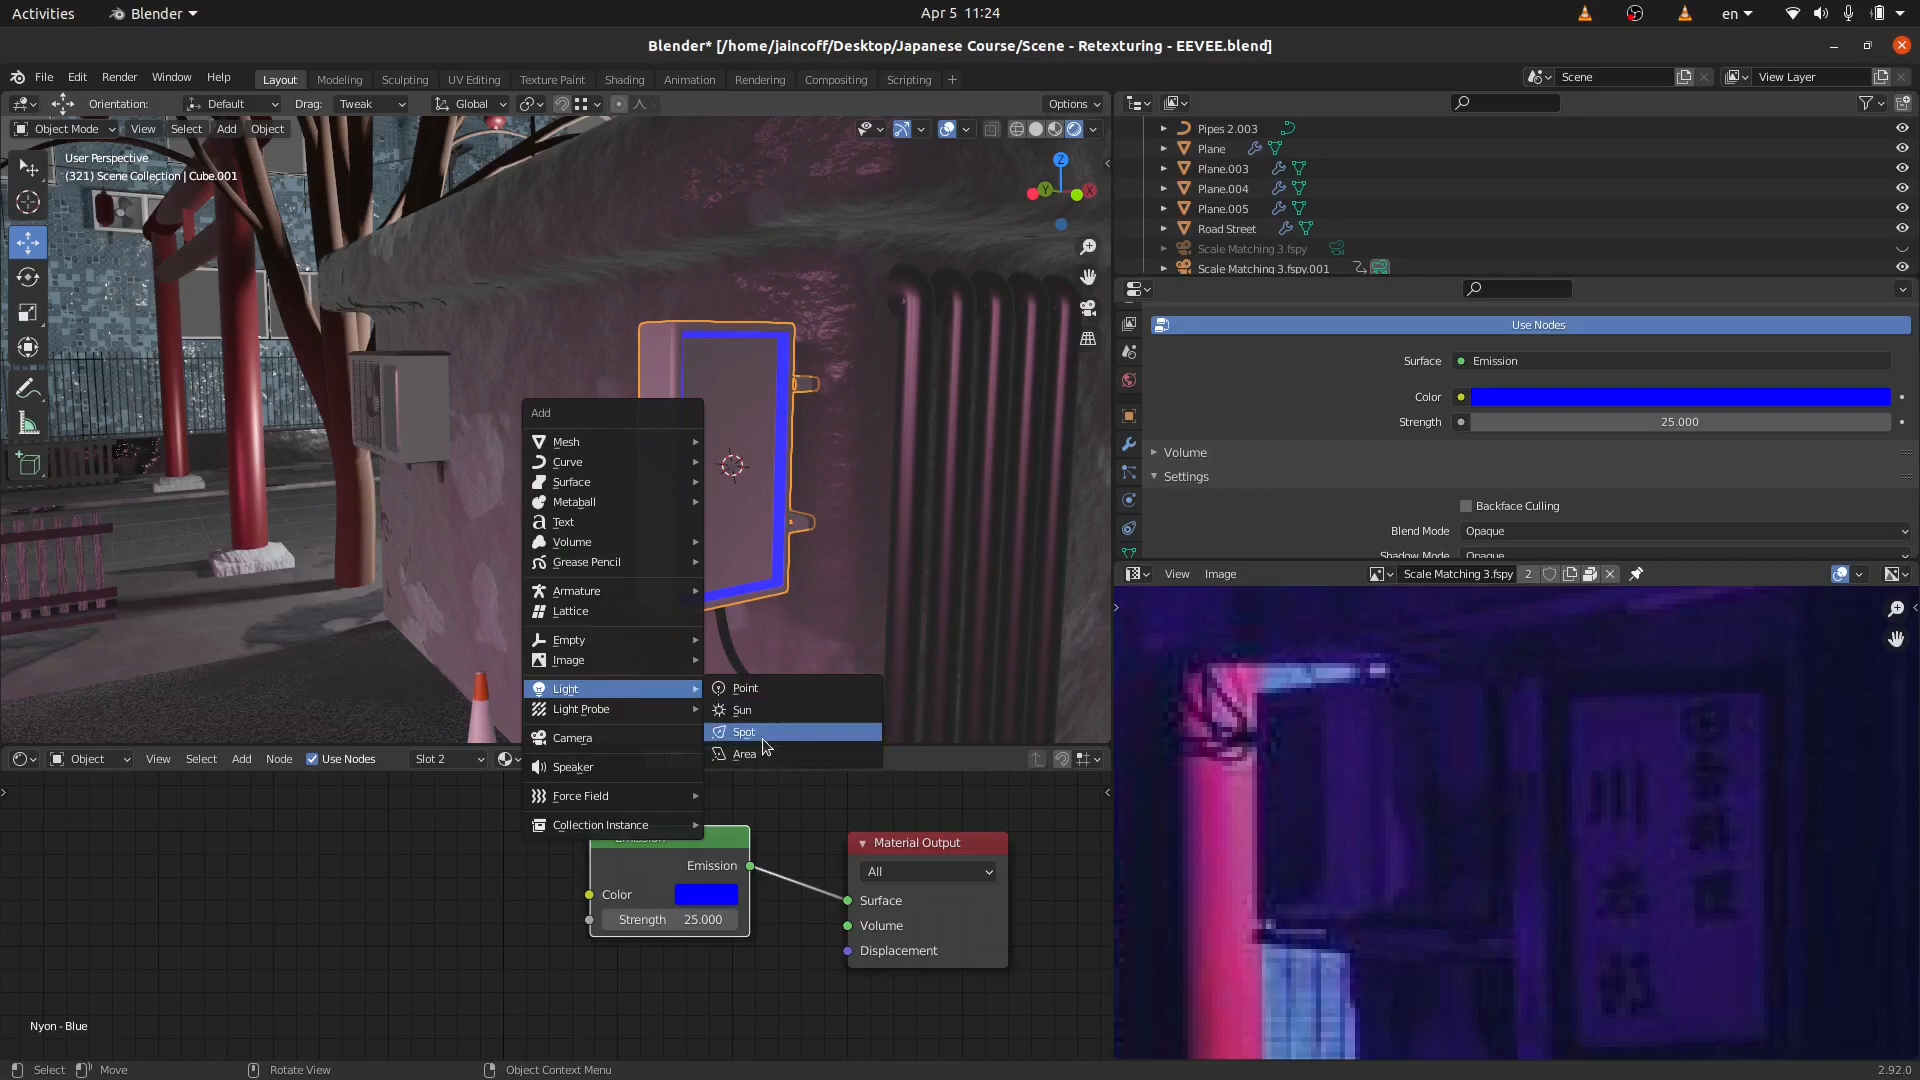 Activities
Blender
Apr 5 11:24
en
Blender* [/home/jaincoff/Desktop/Japanese Course/Scene - Retexturing - EEVEE.blend]
File Edit Render Window Help
Layout Modeling Sculpting UV Editing Texture Paint Shading Animation Rendering Compositing Scripting +
Scene
View Layer
Orientation: Default Drag: Tweak Global Options
Object Mode View Select Add Object
User Perspective
(321) Scene Collection | Cube.001
Z
Y
X
Pipes 2.003
Plane
Plane.003
Plane.004
Plane.005
Road Street
Scale Matching 3.fspy
Scale Matching 3.fspy.001
Use Nodes
Surface Emission
Color
Strength 25.000
Volume
Settings
Backface Culling
Blend Mode Opaque
Shadow Mode Opaque
View Image Scale Matching 3.fspy 2
Add
Mesh
Curve
Surface
Metaball
Text
Volume
Grease Pencil
Armature
Lattice
Empty
Image
Light
Light Probe
Camera
Speaker
Force Field
Collection Instance
Point
Sun
Spot
Area
Object View Select Add Node Use Nodes Slot 2
Emission
Emission
Color
Strength 25.000
Material Output
All
Surface
Volume
Displacement
Nyon - Blue
Select Move Rotate View Object Context Menu 2.92.0